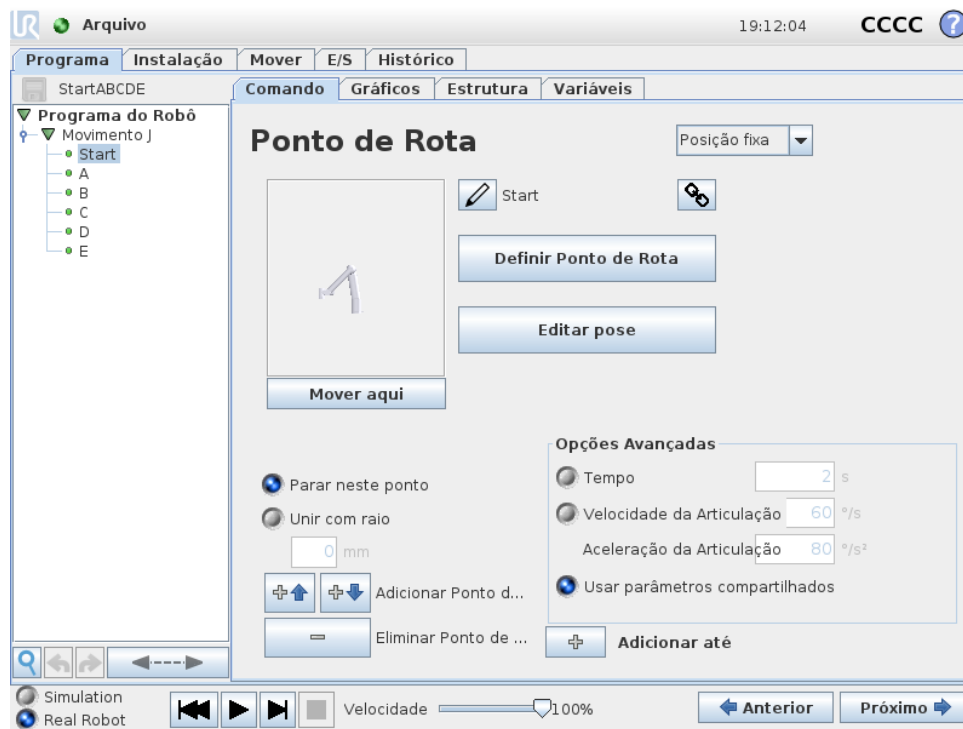 UR Arquivo 19:12:04 CCCC ?
Programa Instalação Mover E/S Histórico
StartABCDE Comando Gráficos Estrutura Variáveis
Programa do Robô
Movimento J
Start
A
B
C
D
E
Ponto de Rota Posição fixa
Start
Definir Ponto de Rota
Editar pose
Mover aqui
Parar neste ponto
Unir com raio
0 mm
Adicionar Ponto d...
Eliminar Ponto de ...
Opções Avançadas
Tempo 2 s
Velocidade da Articulação 60 °/s
Aceleração da Articulação 80 °/s²
Usar parâmetros compartilhados
Adicionar até
Simulation
Real Robot
Velocidade 100%
Anterior Próximo